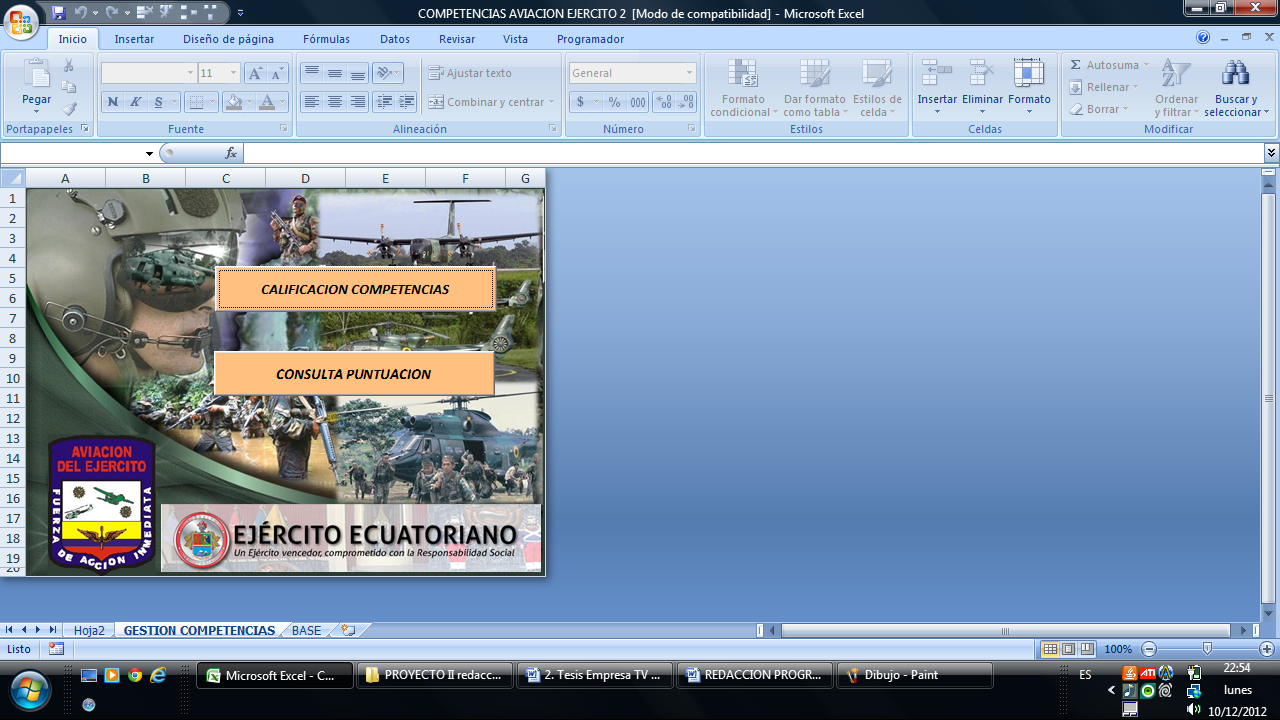 COMPETENCIAS AVIACION EJERCITO 2 [Modo de compatibilidad] - Microsoft Excel
Inicio Insertar Diseño de página Fórmulas Datos Revisar Vista Programador
Pegar
Portapapeles
11
N K S
Fuente
Ajustar texto
Combinar y centrar
Alineación
General
$ % 000
Número
Formato condicional
Dar formato como tabla
Estilos de celda
Estilos
Insertar Eliminar Formato
Celdas
Autosuma
Rellenar
Borrar
Ordenar y filtrar
Buscar y seleccionar
Modificar
fx
A B C D E F G
1
2
3
4
5
6
7
8
9
10
11
12
13
14
15
16
17
18
19
20
CALIFICACION COMPETENCIAS
CONSULTA PUNTUACION
AVIACION
DEL EJERCITO
FUERZA DE ACCION INMEDIATA
EJÉRCITO ECUATORIANO
Un Ejército vencedor, comprometido con la Responsabilidad Social
Hoja2 GESTION COMPETENCIAS BASE
Listo
100%
Microsoft Excel - C...
PROYECTO II redacc...
2. Tesis Empresa TV ...
REDACCION PROGR...
Dibujo - Paint
ES
22:54
lunes
10/12/2012